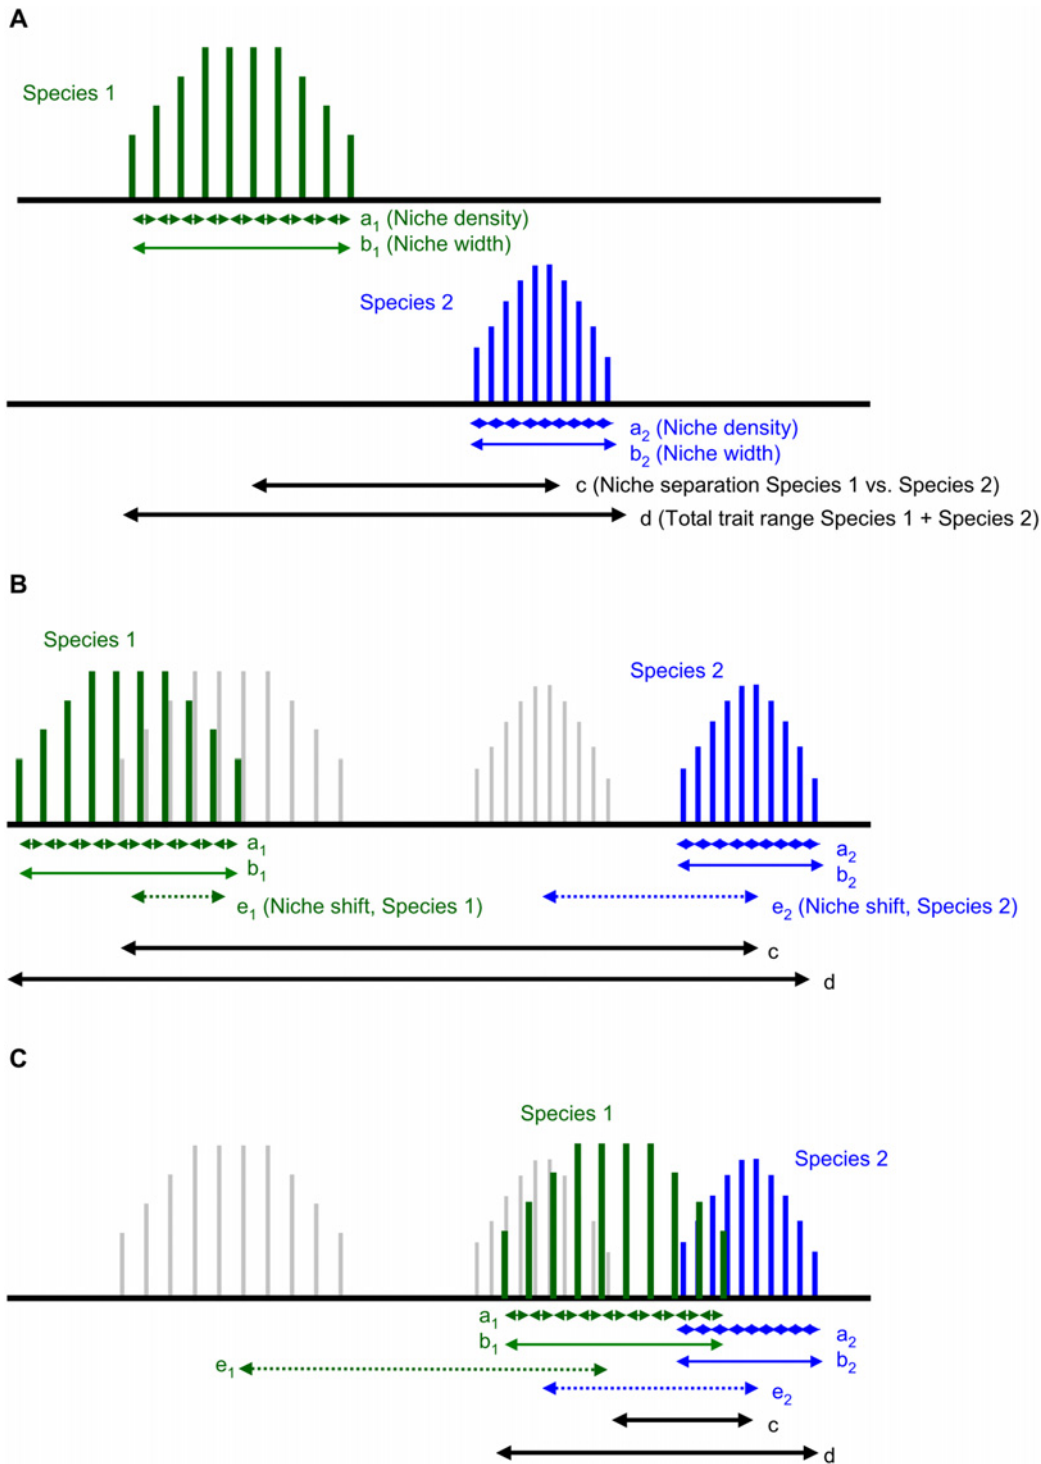 A
Species 1
a1 (Niche density)
b1 (Niche width)
Species 2
a2 (Niche density)
b2 (Niche width)
c (Niche separation Species 1 vs. Species 2)
d (Total trait range Species 1 + Species 2)
B
Species 1
Species 2
a1
b1
a2
b2
e1 (Niche shift, Species 1)
e2 (Niche shift, Species 2)
c
d
C
Species 1
Species 2
a1
b1
a2
b2
e1
e2
c
d